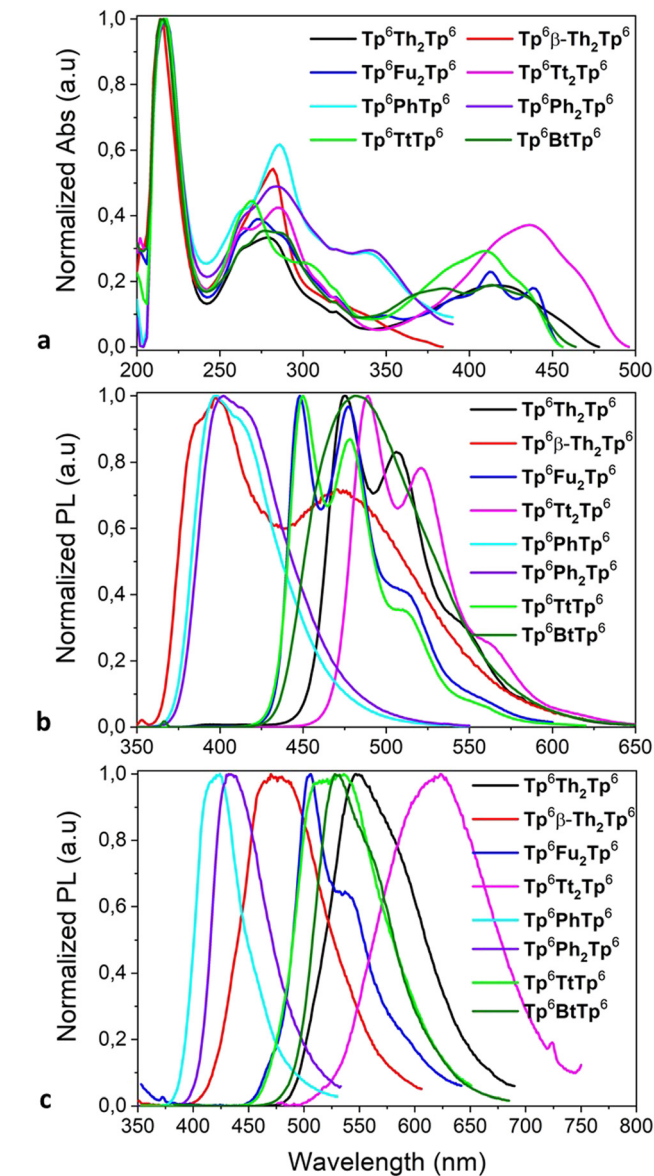 1,0
0,8
0,6
0,4
0,2
0,0
Normalized Abs (a.u)
Tp⁶Th₂Tp⁶ Tp⁶β-Th₂Tp⁶
Tp⁶Fu₂Tp⁶ Tp⁶Tt₂Tp⁶
Tp⁶PhTp⁶ Tp⁶Ph₂Tp⁶
Tp⁶TtTp⁶ Tp⁶BtTp⁶
200 250 300 350 400 450 500
a
1,0
0,8
0,6
0,4
0,2
0,0
Normalized PL (a.u)
Tp⁶Th₂Tp⁶
Tp⁶β-Th₂Tp⁶
Tp⁶Fu₂Tp⁶
Tp⁶Tt₂Tp⁶
Tp⁶PhTp⁶
Tp⁶Ph₂Tp⁶
Tp⁶TtTp⁶
Tp⁶BtTp⁶
350 400 450 500 550 600 650
b
1,0
0,8
0,6
0,4
0,2
0,0
Normalized PL (a.u)
Tp⁶Th₂Tp⁶
Tp⁶β-Th₂Tp⁶
Tp⁶Fu₂Tp⁶
Tp⁶Tt₂Tp⁶
Tp⁶PhTp⁶
Tp⁶Ph₂Tp⁶
Tp⁶TtTp⁶
Tp⁶BtTp⁶
350 400 450 500 550 600 650 700 750 800
c
Wavelength (nm)